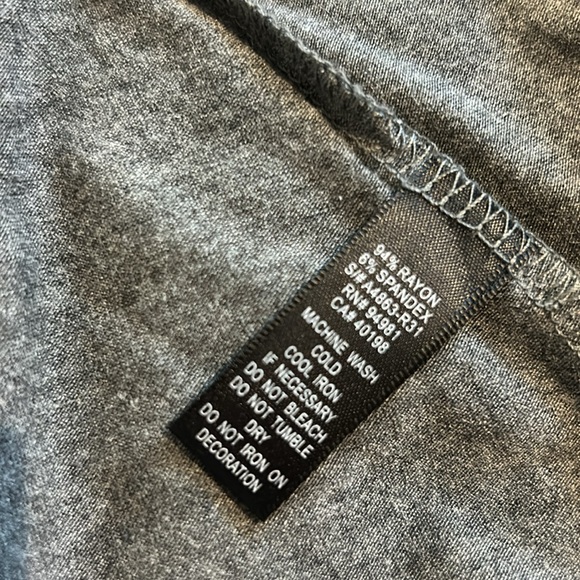 94% RAYON
6% SPANDEX
S/# A4863-R31
RN# 94981
CA# 40198
MACHINE WASH
COLD
COOL IRON
IF NECESSARY
DO NOT BLEACH
DO NOT TUMBLE
DRY
DO NOT IRON ON
DECORATION